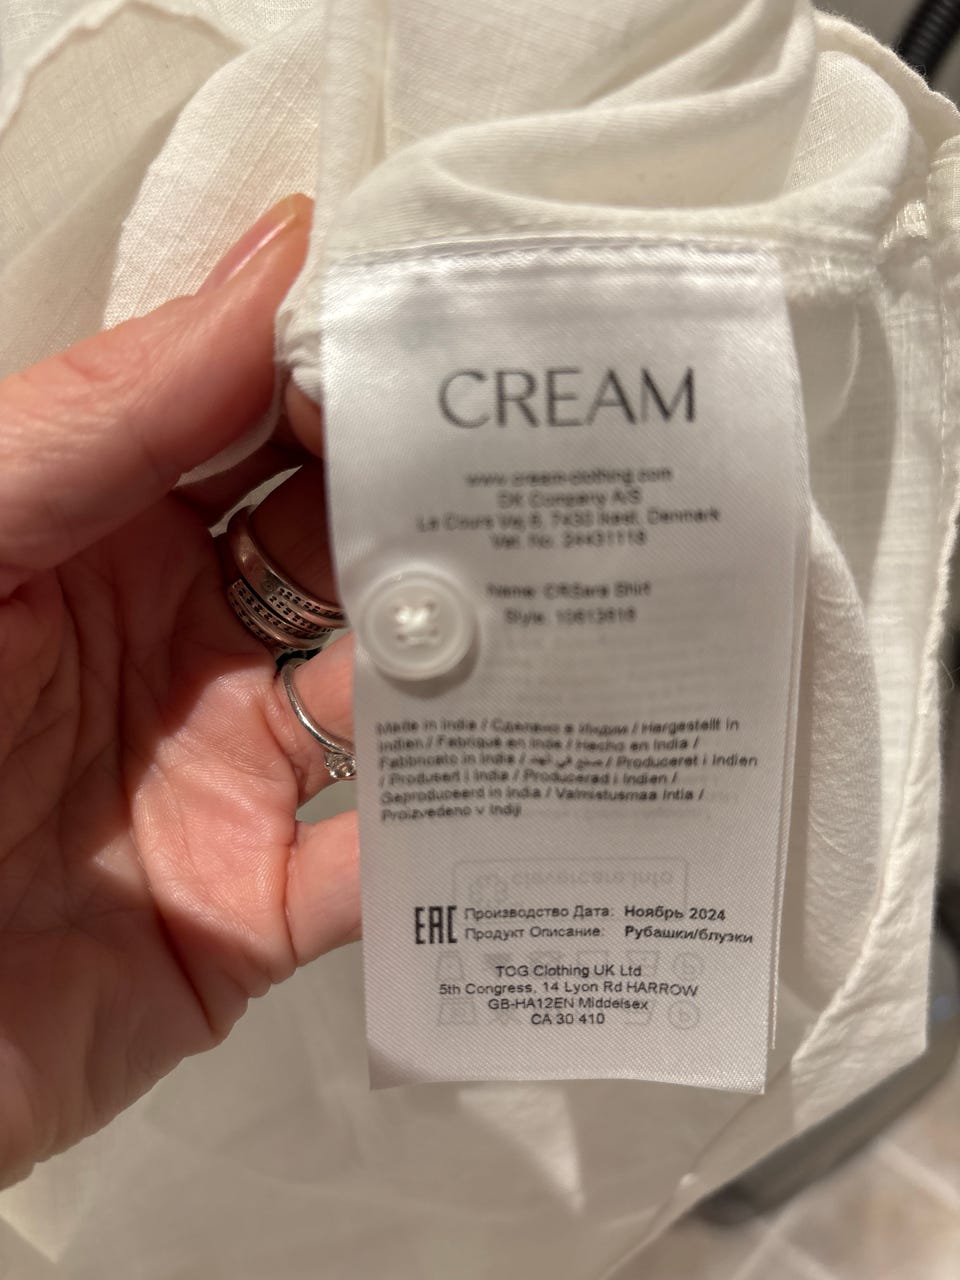 CREAM
www.cream-clothing.com
DK Company A/S
La Cours Vej 6, 7430 Ikast, Denmark
Vat. no. 24431118
Name: CRSara Shirt
Style:
Made in India / Сделано в Индии / Hergestellt in
Indien / Fabriqué en Inde / Hecho en India /
Fabbricato in India / صنع في الهند / Produceret i Indien
/ Produsert i India / Producerad i Indien /
Geproduceerd in India / Valmistusmaa Intia /
Proizvedeno v Indiji
clevercare.info
EAC Производство Дата: Ноябрь 2024
Продукт Описание: Рубашки/блузки
TCG Clothing UK Ltd
5th Congress, 14 Lyon Rd HARROW
GB-HA12EN Middelsex
CA 30 410